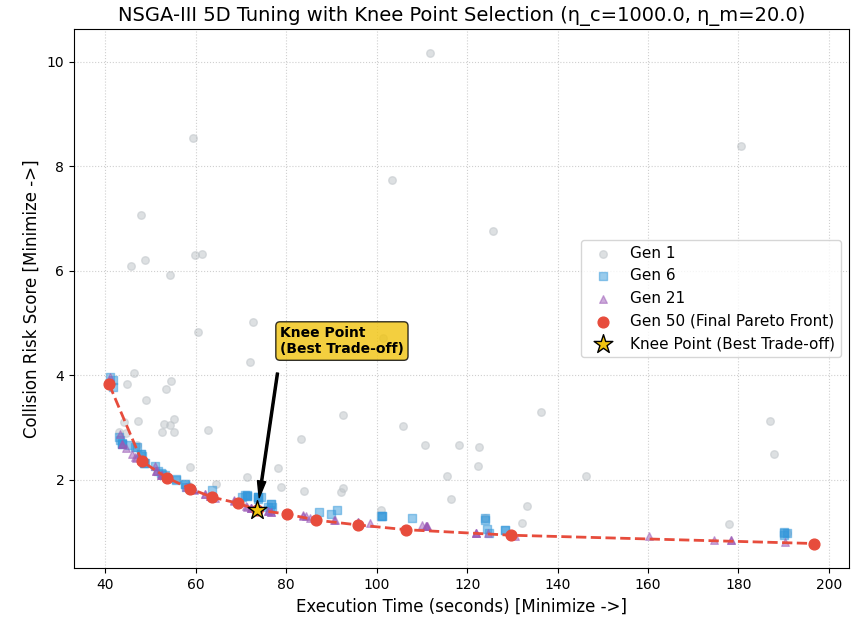 NSGA-III 5D Tuning with Knee Point Selection (η_c=1000.0, η_m=20.0)
Collision Risk Score [Minimize ->]
10
8
6
4
2
Gen 1
Gen 6
Gen 21
Gen 50 (Final Pareto Front)
Knee Point (Best Trade-off)
Knee Point
(Best Trade-off)
40 60 80 100 120 140 160 180 200
Execution Time (seconds) [Minimize ->]